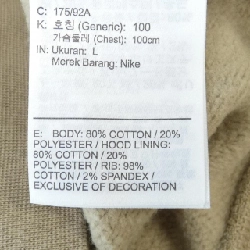 C: 175/92A
K: 호칭 (Generic): 100
가슴둘레 (Chest): 100cm
IN: Ukuran: L
Merek Barang: Nike
E: BODY: 80% COTTON / 20%
POLYESTER / HOOD LINING:
80% COTTON / 20%
POLYESTER / RIB: 98%
COTTON / 2% SPANDEX /
EXCLUSIVE OF DECORATION